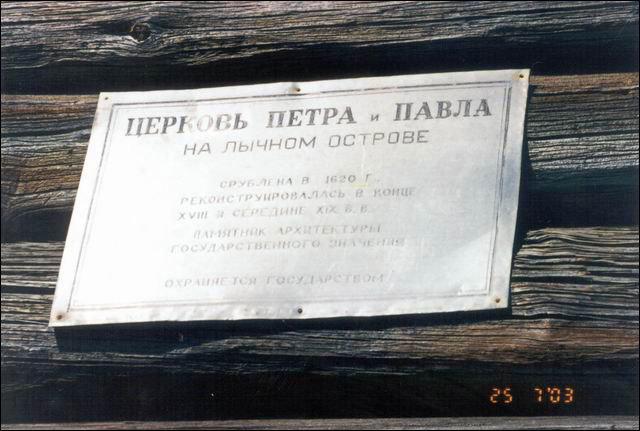 ЦЕРКОВЬ ПЕТРА и ПАВЛА
НА ЛЫЧНОМ ОСТРОВЕ
СРУБЛЕНА В 1620 Г.,
РЕКОНСТРУИРОВАЛАСЬ В КОНЦЕ
XVIII И СЕРЕДИНЕ XIX В.В.
ПАМЯТНИК АРХИТЕКТУРЫ
ГОСУДАРСТВЕННОГО ЗНАЧЕНИЯ
ОХРАНЯЕТСЯ ГОСУДАРСТВОМ
25 7'03